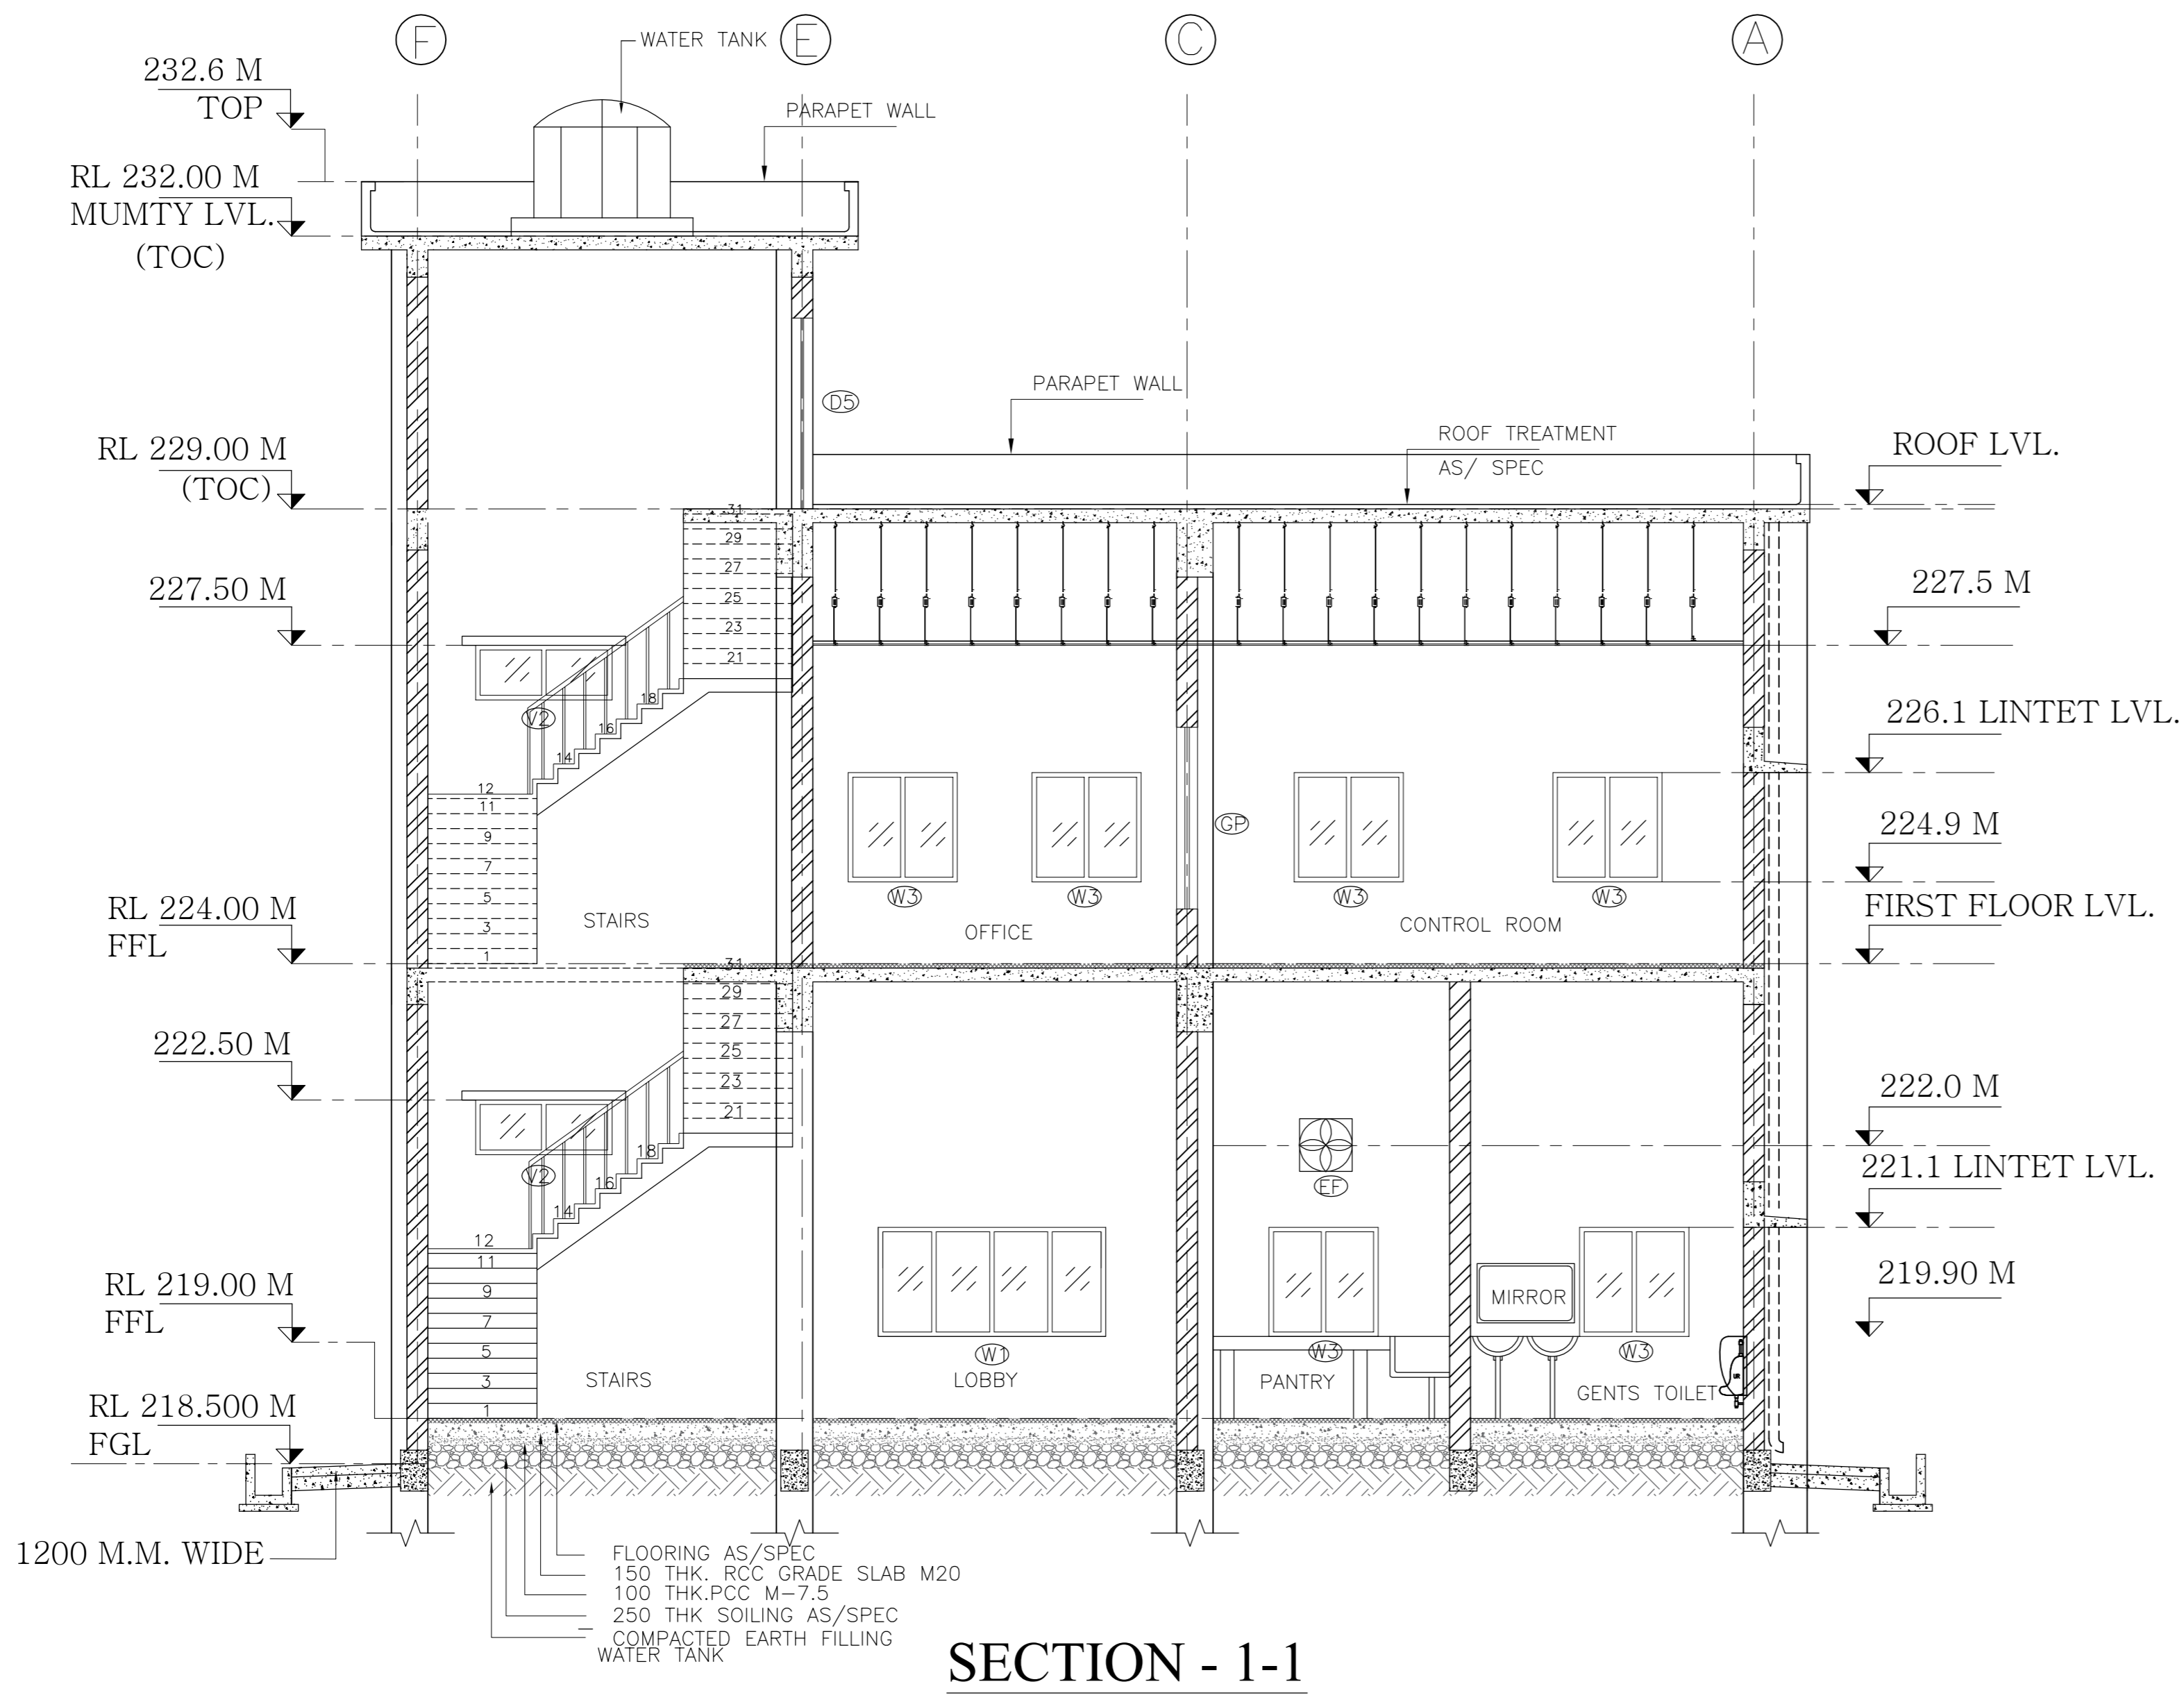 F
E
C
A
WATER TANK
232.6 M
TOP
PARAPET WALL
RL 232.00 M
MUMTY LVL.
(TOC)
D5
PARAPET WALL
ROOF TREATMENT
AS/ SPEC
ROOF LVL.
RL 229.00 M
(TOC)
31
29
27
25
23
21
227.50 M
227.5 M
V2
18
16
14
12
11
9
7
5
3
1
226.1 LINTET LVL.
224.9 M
GP
W3
W3
W3
W3
STAIRS
OFFICE
CONTROL ROOM
FIRST FLOOR LVL.
RL 224.00 M
FFL
31
29
27
25
23
21
222.50 M
222.0 M
V2
18
16
14
12
11
9
7
5
3
1
EF
221.1 LINTET LVL.
219.90 M
MIRROR
RL 219.00 M
FFL
W1
W3
W3
STAIRS
LOBBY
PANTRY
GENTS TOILET
RL 218.500 M
FGL
1200 M.M. WIDE
FLOORING AS/SPEC
150 THK. RCC GRADE SLAB M20
100 THK.PCC M-7.5
250 THK SOILING AS/SPEC
COMPACTED EARTH FILLING
WATER TANK
SECTION - 1-1